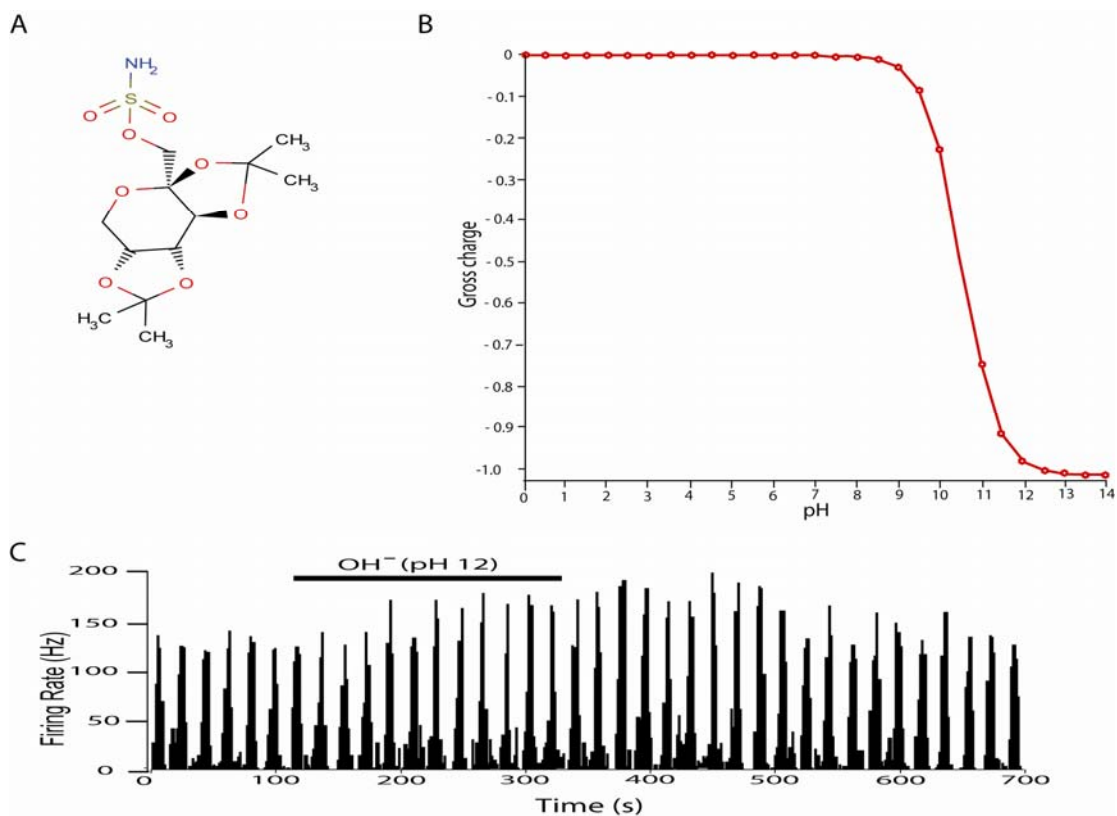 A
NH2
S
O
O
O
CH3
CH3
O
O
O
O
O
H3C
CH3
B
Gross charge
0
- 0.1
- 0.2
- 0.3
- 0.4
- 0.5
- 0.6
- 0.7
- 0.8
- 0.9
- 1.0
0 1 2 3 4 5 6 7 8 9 10 11 12 13 14
pH
C
OH⁻ (pH 12)
Firing Rate (Hz)
200
150
100
50
0
0 100 200 300 400 500 600 700
Time (s)